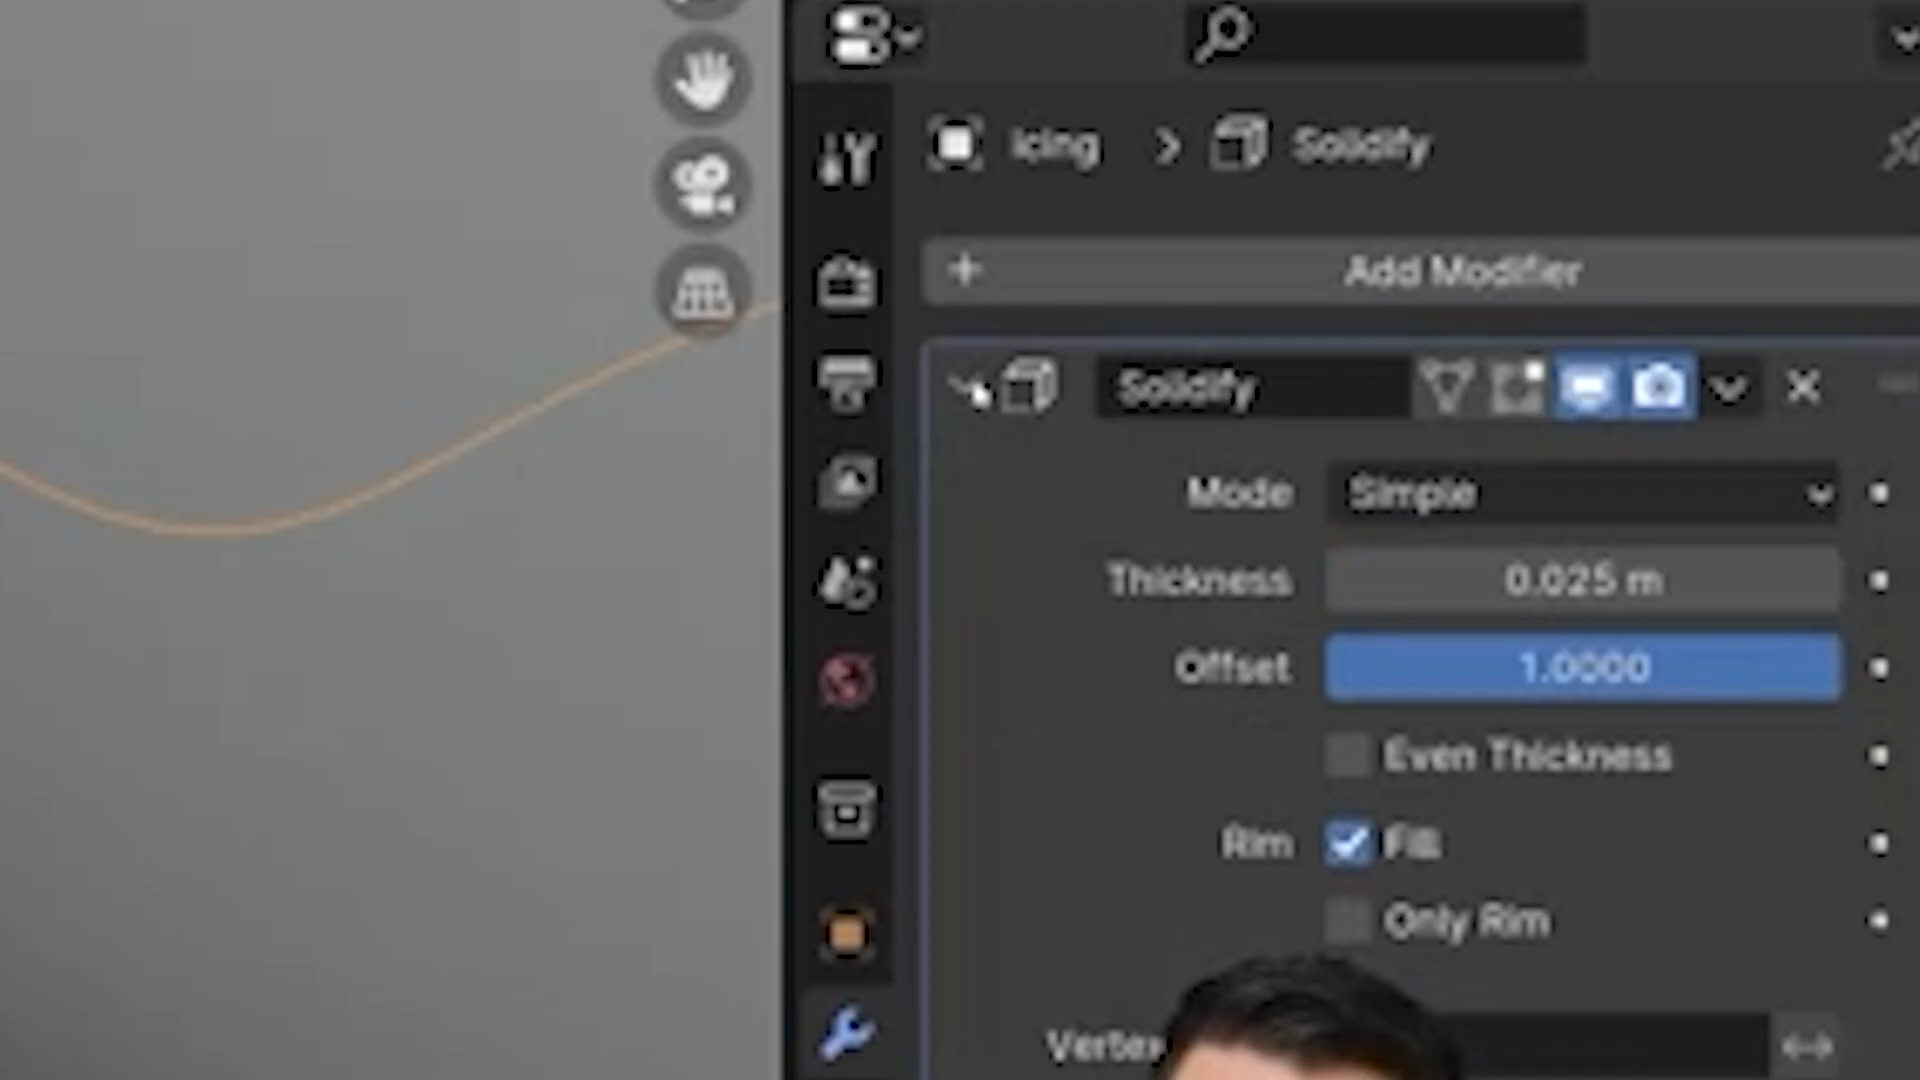 Icing > Solidify
+ Add Modifier
Solidify
Mode Simple
Thickness 0.025 m
Offset 1.0000
Even Thickness
Rim Fill
Only Rim
Vertex